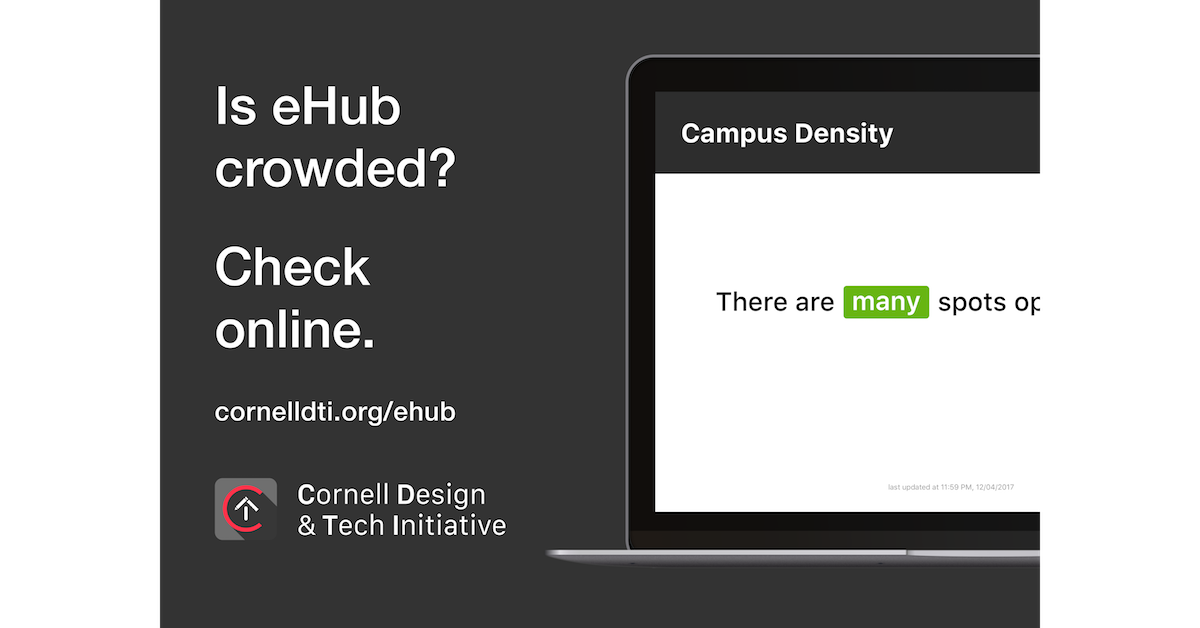 Is eHub
crowded?
Check
online.
cornelldti.org/ehub
Cornell Design
& Tech Initiative
Campus Density
There are many spots op
last updated at 11:59 PM, 12/04/2017